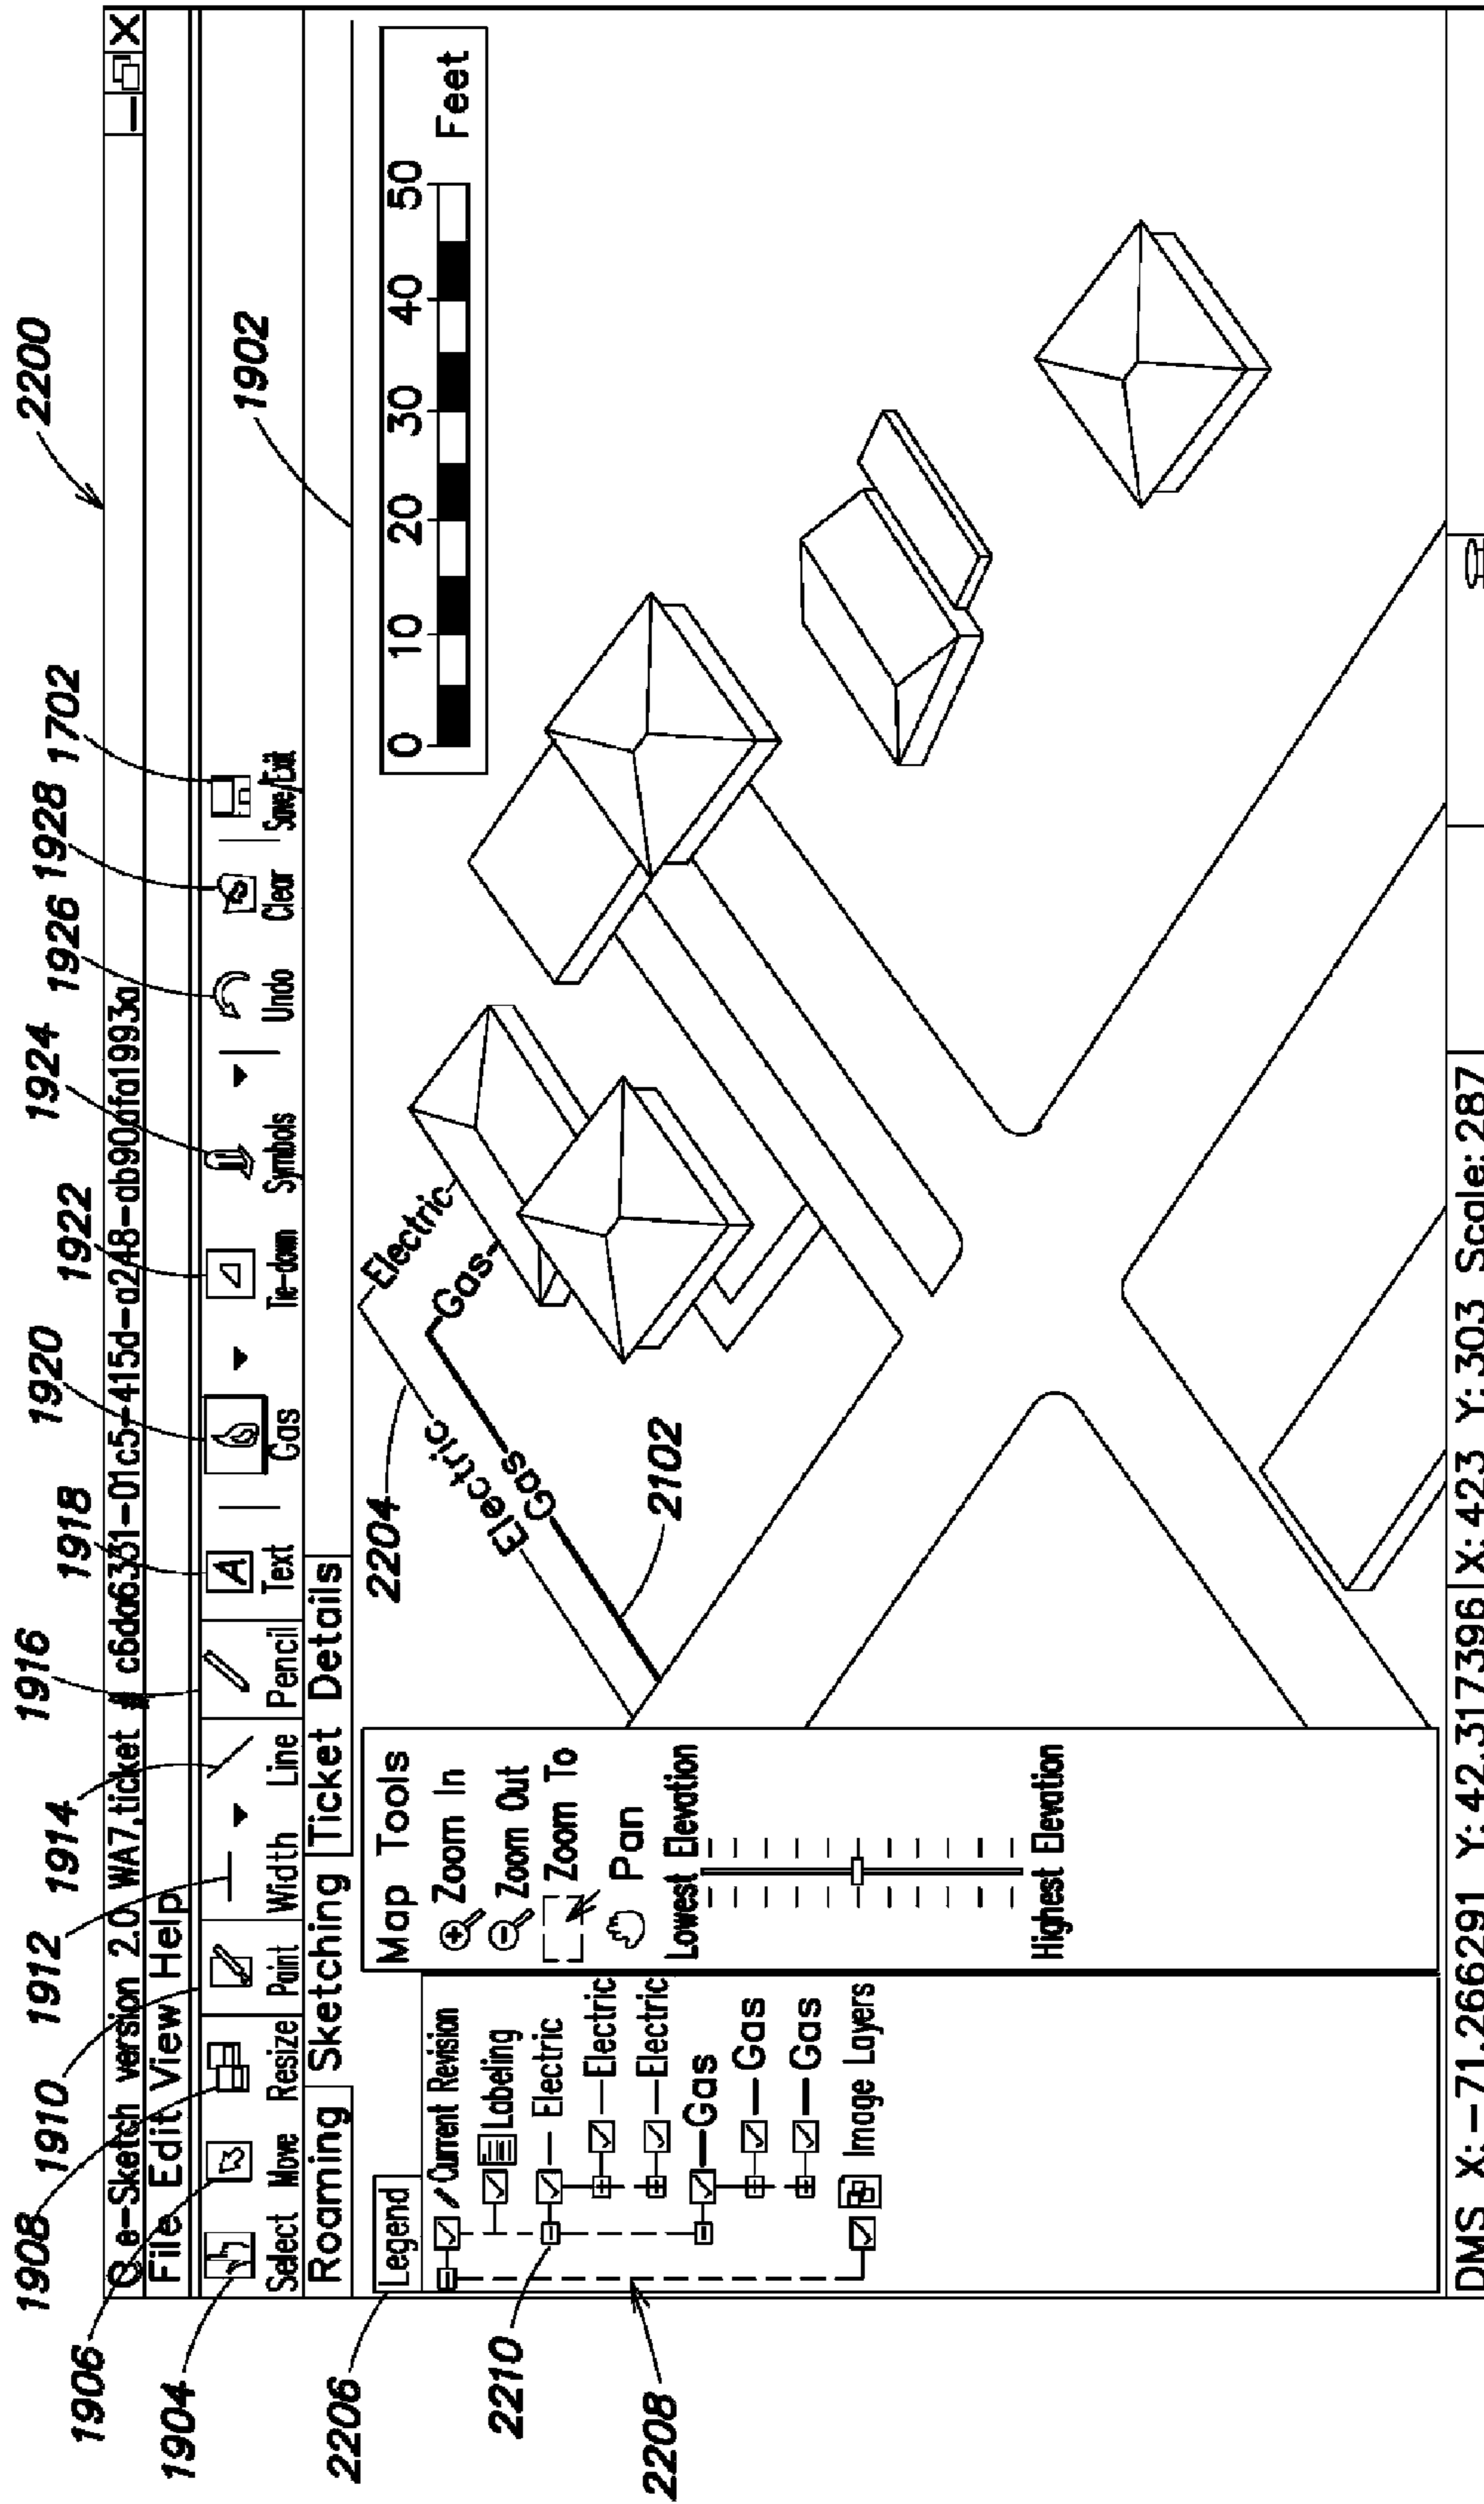 2200
1908 1910 1912 1914 1916 1918 1920 1922 1924 1926 1928 1702
1906
1904
1902
e-Sketch version 2.0 WA7,ticket # c6da6331-01c5-415d-a248-ab90dfa1993a
File Edit View Help
Select Move Resize Paint Width Line Pencil Text Gas Tie-down Symbols Undo Clear Save/Exit
A
Roaming Sketching Ticket Details
2206
Legend
Current Revision
Labeling
Electric
Electric
Electric
Gas
Gas
Gas
Image Layers
2210
2208
Map Tools
Zoom In
Zoom Out
Zoom To
Pan
Lowest Elevation
Highest Elevation
2204
Electric
Electric
Gas
Gas
2102
0 10 20 30 40 50
Feet
DMS X:-71.266291 Y:42.3173961 X:423 Y:303 Scale:287